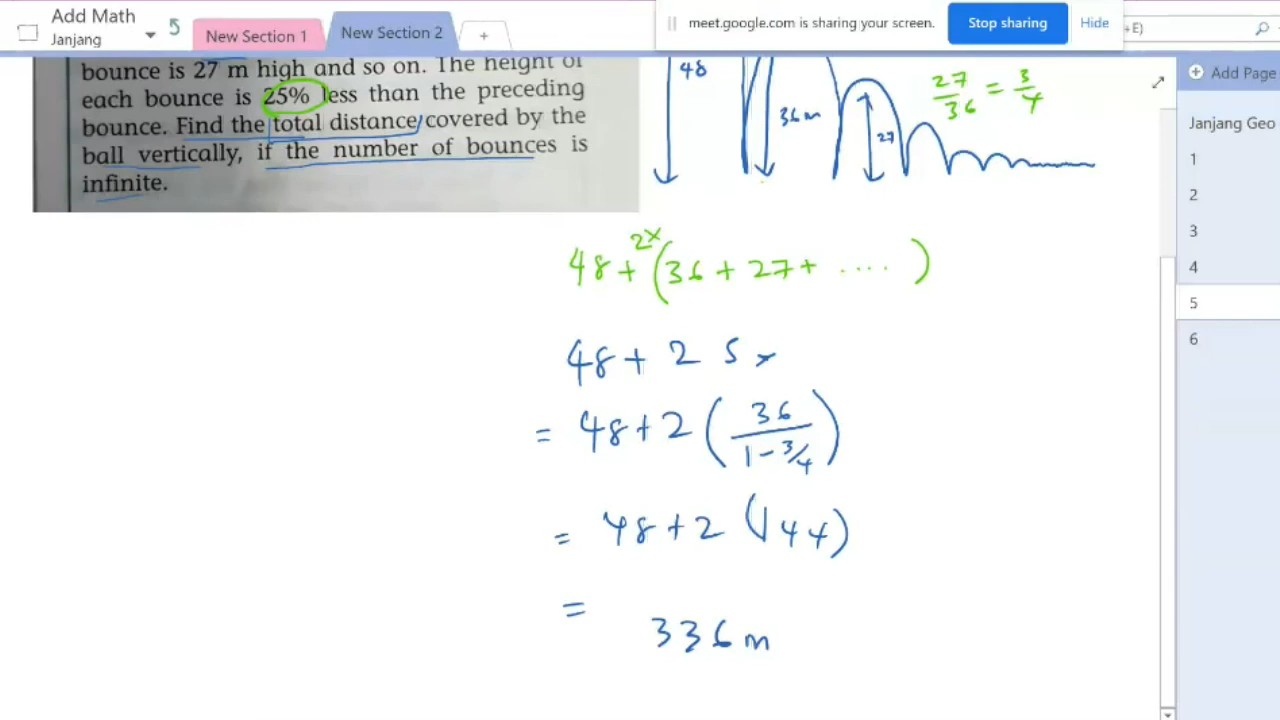 Add Math
Janjang
New Section 1
New Section 2
+
meet.google.com is sharing your screen.
Stop sharing
Hide
+E)
Add Page
Janjang Geo
1
2
3
4
5
6
bounce is 27 m high and so on. The height of
each bounce is 25% less than the preceding
bounce. Find the total distance covered by the
ball vertically, if the number of bounces is
infinite.
48
36 m
27
27/36 = 3/4
48 + 2x (36 + 27 + .... )
48 + 2 S
= 48 + 2 ( 36 / 1 - 3/4 )
= 48 + 2 (144)
=
336 m